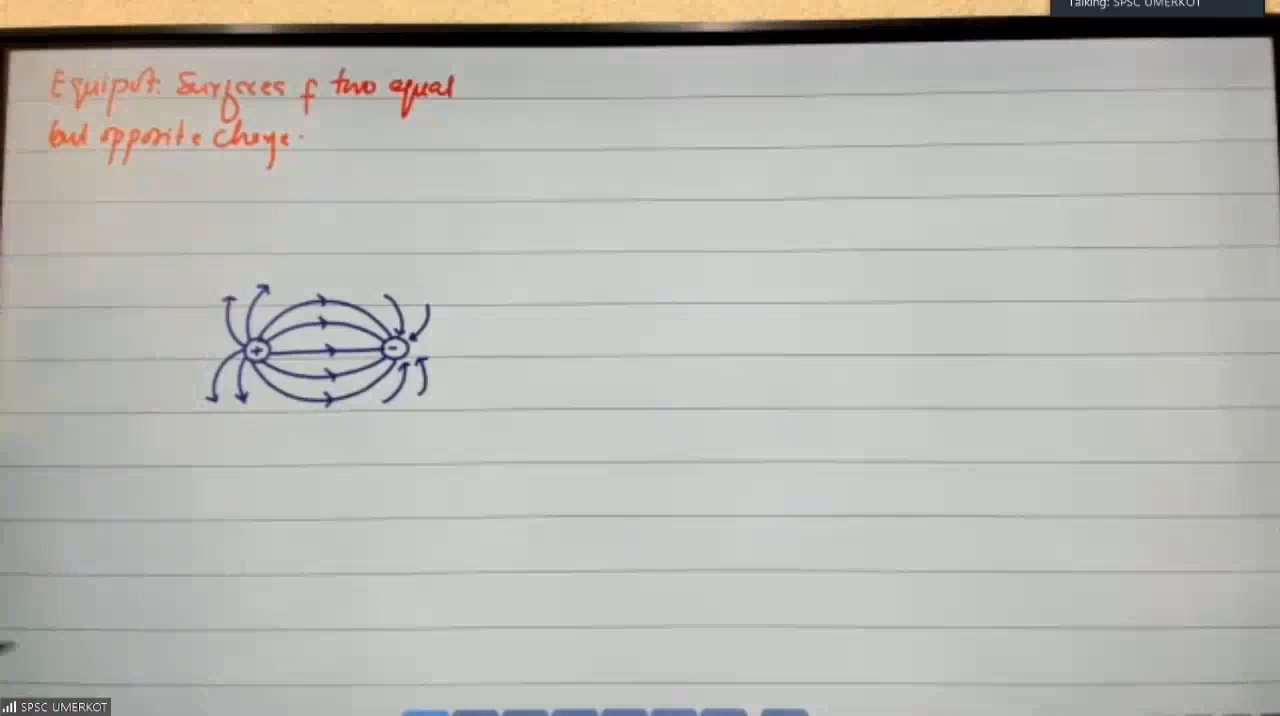 Talking: SPSC UMERKOT
Equipot. Surfaces of two equal
but opposite charge.
+
-
SPSC UMERKOT